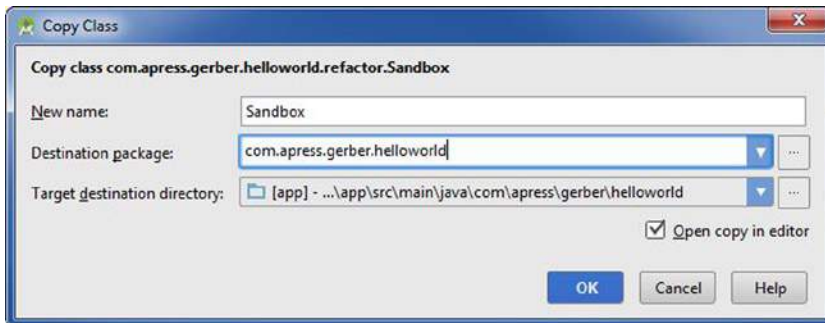 Copy Class
Copy class com.apress.gerber.helloworld.refactor.Sandbox
New name: Sandbox
Destination package: com.apress.gerber.helloworld ...
Target destination directory: [app] - ...\app\src\main\java\com\apress\gerber\helloworld ...
Open copy in editor
OK Cancel Help